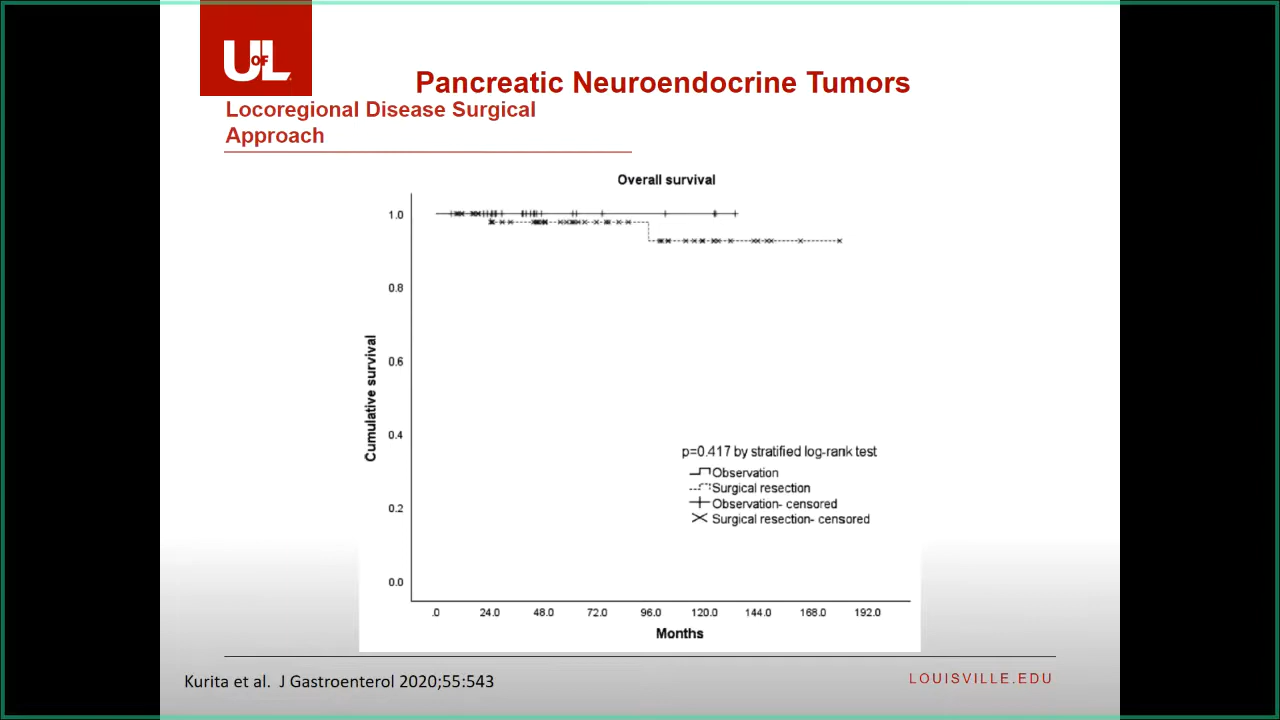 UofL
Pancreatic Neuroendocrine Tumors
Locoregional Disease Surgical
Approach
Overall survival
1.0
0.8
0.6
0.4
0.2
0.0
Cumulative survival
p=0.417 by stratified log-rank test
Observation
Surgical resection
Observation- censored
Surgical resection- censored
.0 24.0 48.0 72.0 96.0 120.0 144.0 168.0 192.0
Months
Kurita et al. J Gastroenterol 2020;55:543
LOUISVILLE.EDU